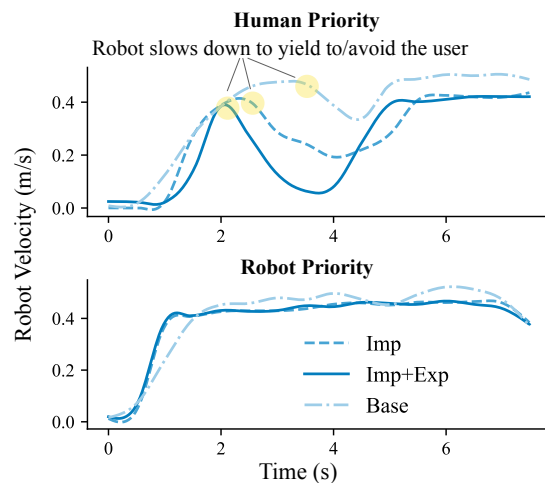 Human Priority
Robot slows down to yield to/avoid the user
Robot Velocity (m/s)
0.4
0.2
0.0
0
2
4
6
Robot Priority
0.4
0.2
0.0
Imp
Imp+Exp
Base
0
2
4
6
Time (s)